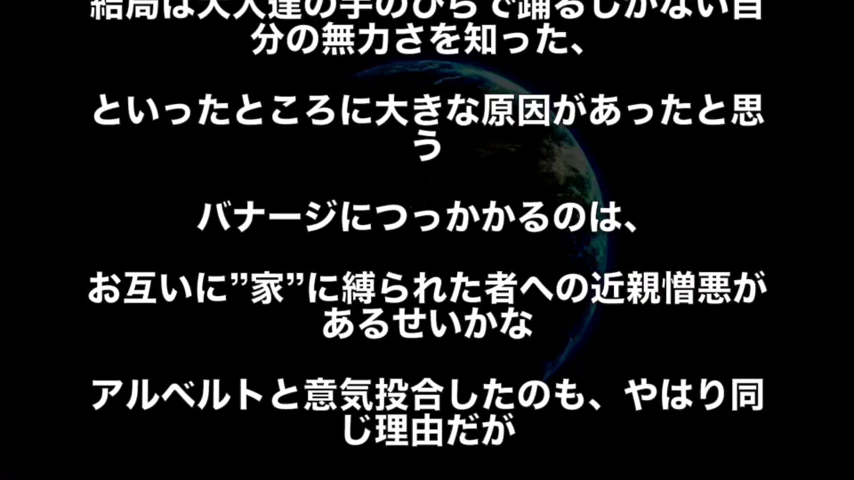 結局は大人達の手のひらで踊るしかない自
分の無力さを知った、
といったところに大きな原因があったと思
う
バナージにつっかかるのは、
お互いに”家”に縛られた者への近親憎悪が
あるせいかな
アルベルトと意気投合したのも、やはり同
じ理由だが